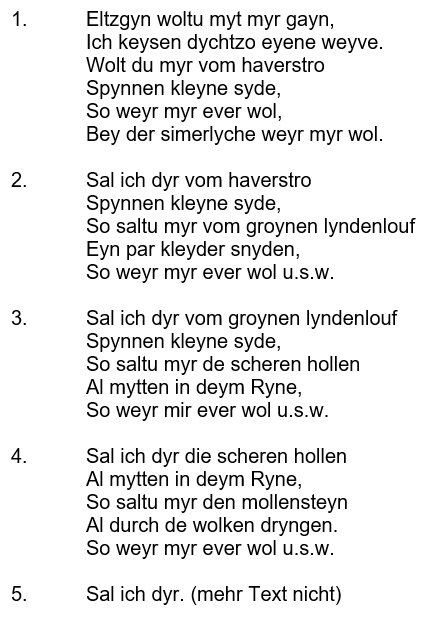 1. Eltzgyn woltu myt myr gayn,
Ich keysen dychtzo eyene weyve.
Wolt du myr vom haverstro
Spynnen kleyne syde,
So weyr myr ever wol,
Bey der simerlyche weyr myr wol.
2. Sal ich dyr vom haverstro
Spynnen kleyne syde,
So saltu myr vom groynen lyndenlouf
Eyn par kleyder snyden,
So weyr myr ever wol u.s.w.
3. Sal ich dyr vom groynen lyndenlouf
Spynnen kleyne syde,
So saltu myr de scheren hollen
Al mytten in deym Ryne,
So weyr mir ever wol u.s.w.
4. Sal ich dyr die scheren hollen
Al mytten in deym Ryne,
So saltu myr den mollensteyn
Al durch de wolken dryngen.
So weyr myr ever wol u.s.w.
5. Sal ich dyr. (mehr Text nicht)